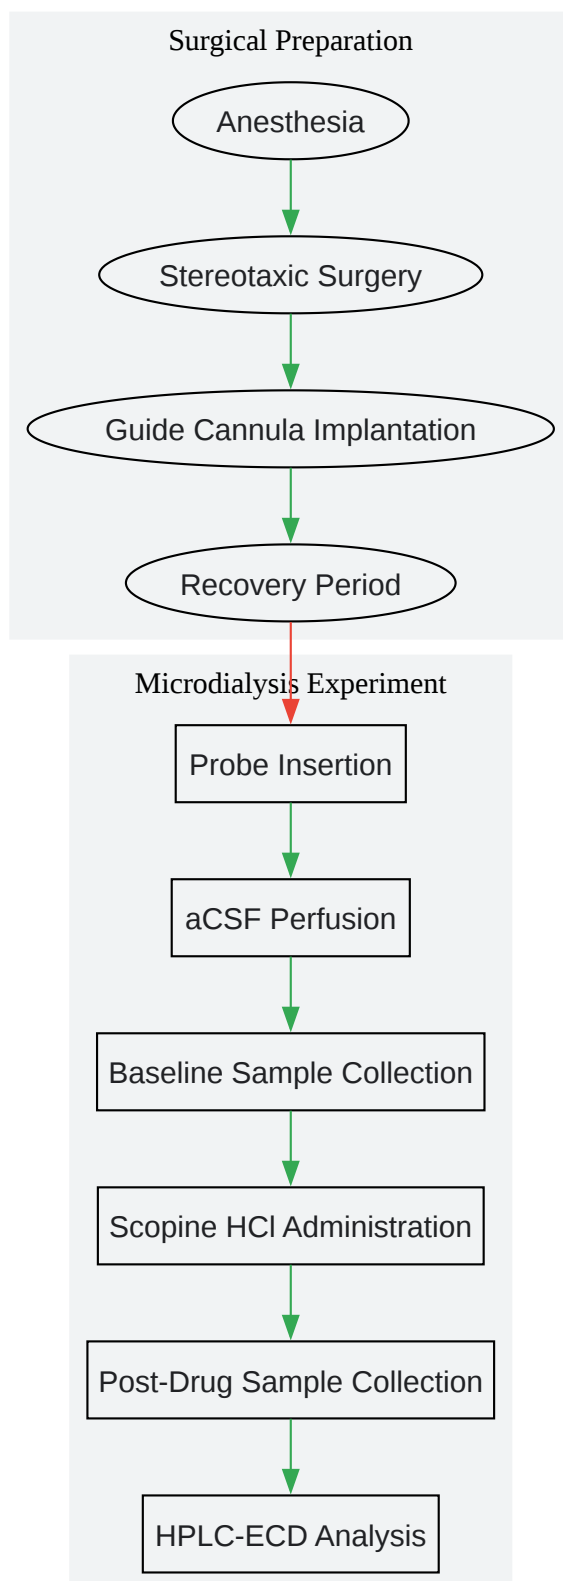 Surgical Preparation
Anesthesia
Stereotaxic Surgery
Guide Cannula Implantation
Recovery Period
Microdialysis Experiment
Probe Insertion
aCSF Perfusion
Baseline Sample Collection
Scopine HCl Administration
Post-Drug Sample Collection
HPLC-ECD Analysis